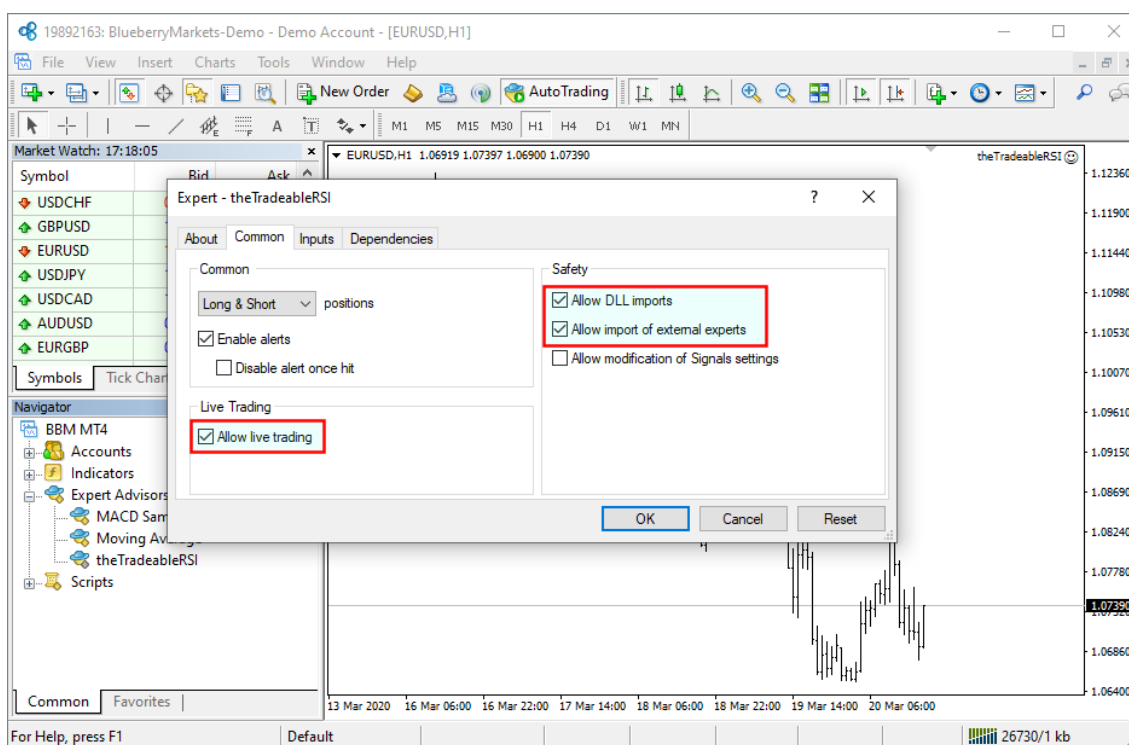 19892163: BlueberryMarkets-Demo - Demo Account - [EURUSD,H1]
File View Insert Charts Tools Window Help
New Order AutoTrading
A T M1 M5 M15 M30 H1 H4 D1 W1 MN
Market Watch: 17:18:05
Symbol Bid Ask
USDCHF
GBPUSD
EURUSD
USDJPY
USDCAD
AUDUSD
EURGBP
Symbols Tick Char
Navigator
BBM MT4
Accounts
Indicators
Expert Advisors
MACD Sam
Moving Average
theTradeableRSI
Scripts
Common Favorites
EURUSD,H1 1.06919 1.07397 1.06900 1.07390
theTradeableRSI
1.12360
1.11900
1.11440
1.10980
1.10530
1.10070
1.09610
1.09150
1.08690
1.08240
1.07780
1.07390
1.06860
1.06400
13 Mar 2020 16 Mar 06:00 16 Mar 22:00 17 Mar 14:00 18 Mar 06:00 18 Mar 22:00 19 Mar 14:00 20 Mar 06:00
Expert - theTradeableRSI ?
About Common Inputs Dependencies
Common
Long & Short positions
Enable alerts
Disable alert once hit
Live Trading
Allow live trading
Safety
Allow DLL imports
Allow import of external experts
Allow modification of Signals settings
OK Cancel Reset
For Help, press F1 Default 26730/1 kb